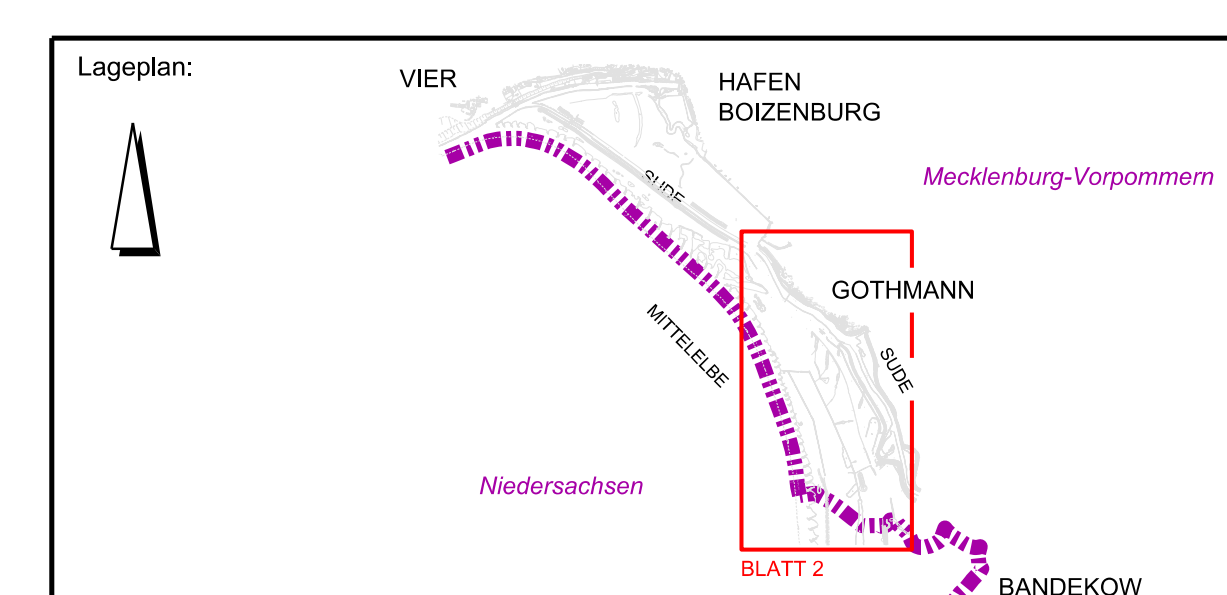 Lageplan:
VIER
HAFEN
BOIZENBURG
Mecklenburg-Vorpommern
SUDE
GOTHMANN
MITTELELBE
SUDE
Niedersachsen
BLATT 2
BANDEKOW